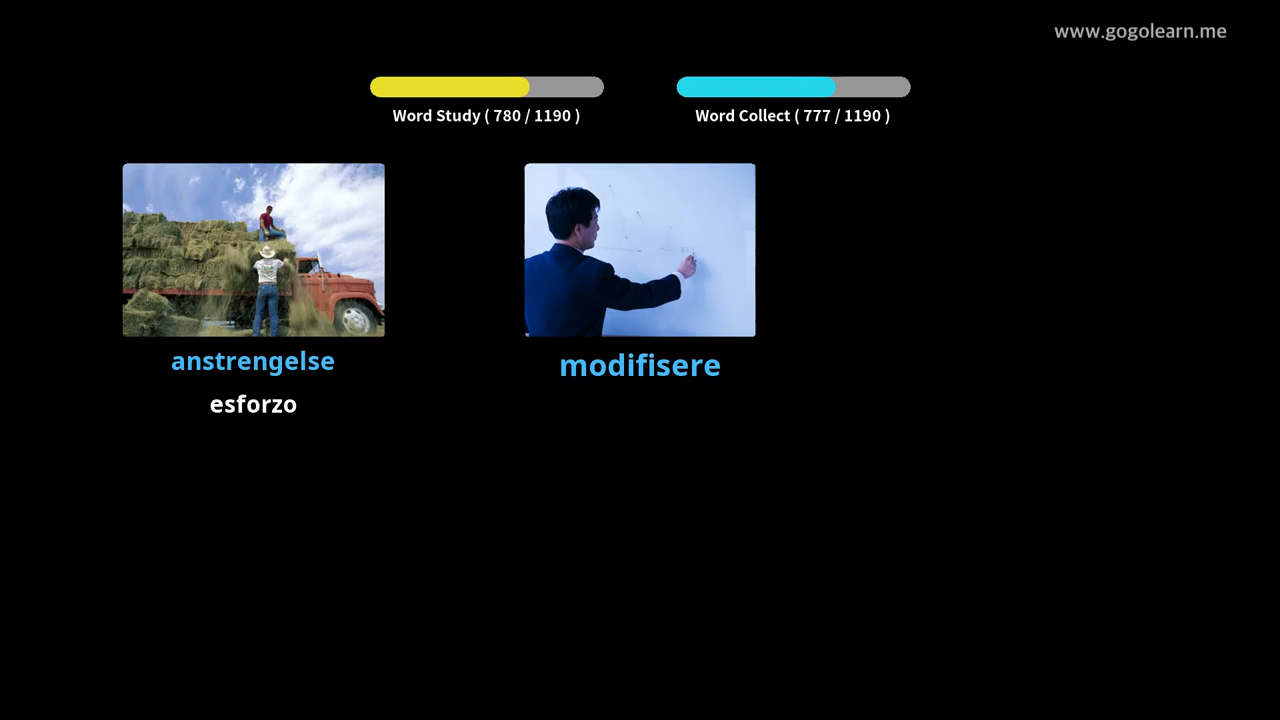 www.gogolearn.me
Word Study ( 780 / 1190 )
Word Collect ( 777 / 1190 )
anstrengelse
esforzo
modifisere